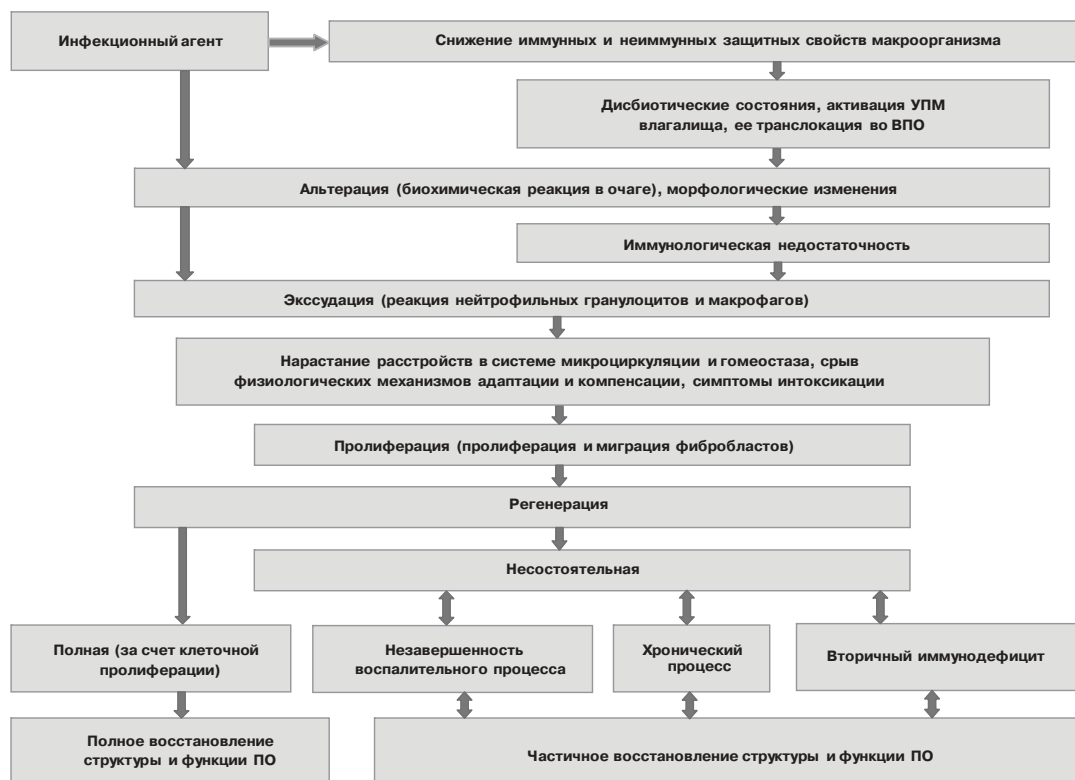 Инфекционный агент
Снижение иммунных и неиммунных защитных свойств макроорганизма
Дисбиотические состояния, активация УПМ
влагалища, ее транслокация во ВПО
Альтерация (биохимическая реакция в очаге), морфологические изменения
Иммунологическая недостаточность
Экссудация (реакция нейтрофильных гранулоцитов и макрофагов)
Нарастание расстройств в системе микроциркуляции и гомеостаза, срыв
физиологических механизмов адаптации и компенсации, симптомы интоксикации
Пролиферация (пролиферация и миграция фибробластов)
Регенерация
Несостоятельная
Полная (за счет клеточной
пролиферации)
Незавершенность
воспалительного процесса
Хронический
процесс
Вторичный иммунодефицит
Полное восстановление
структуры и функции ПО
Частичное восстановление структуры и функции ПО